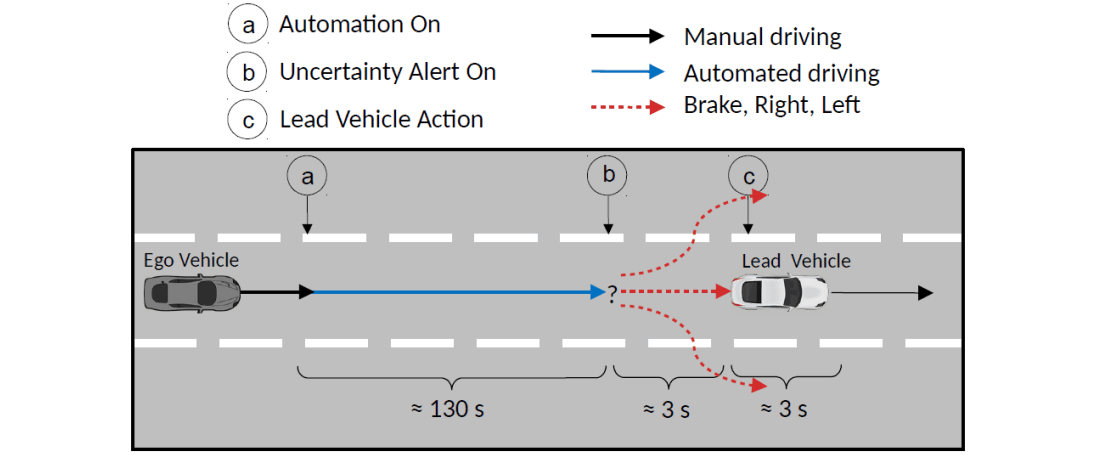 a Automation On
b Uncertainty Alert On
c Lead Vehicle Action
Manual driving
Automated driving
Brake, Right, Left
a b c
Ego Vehicle
Lead Vehicle
?
≈ 130 s
≈ 3 s
≈ 3 s